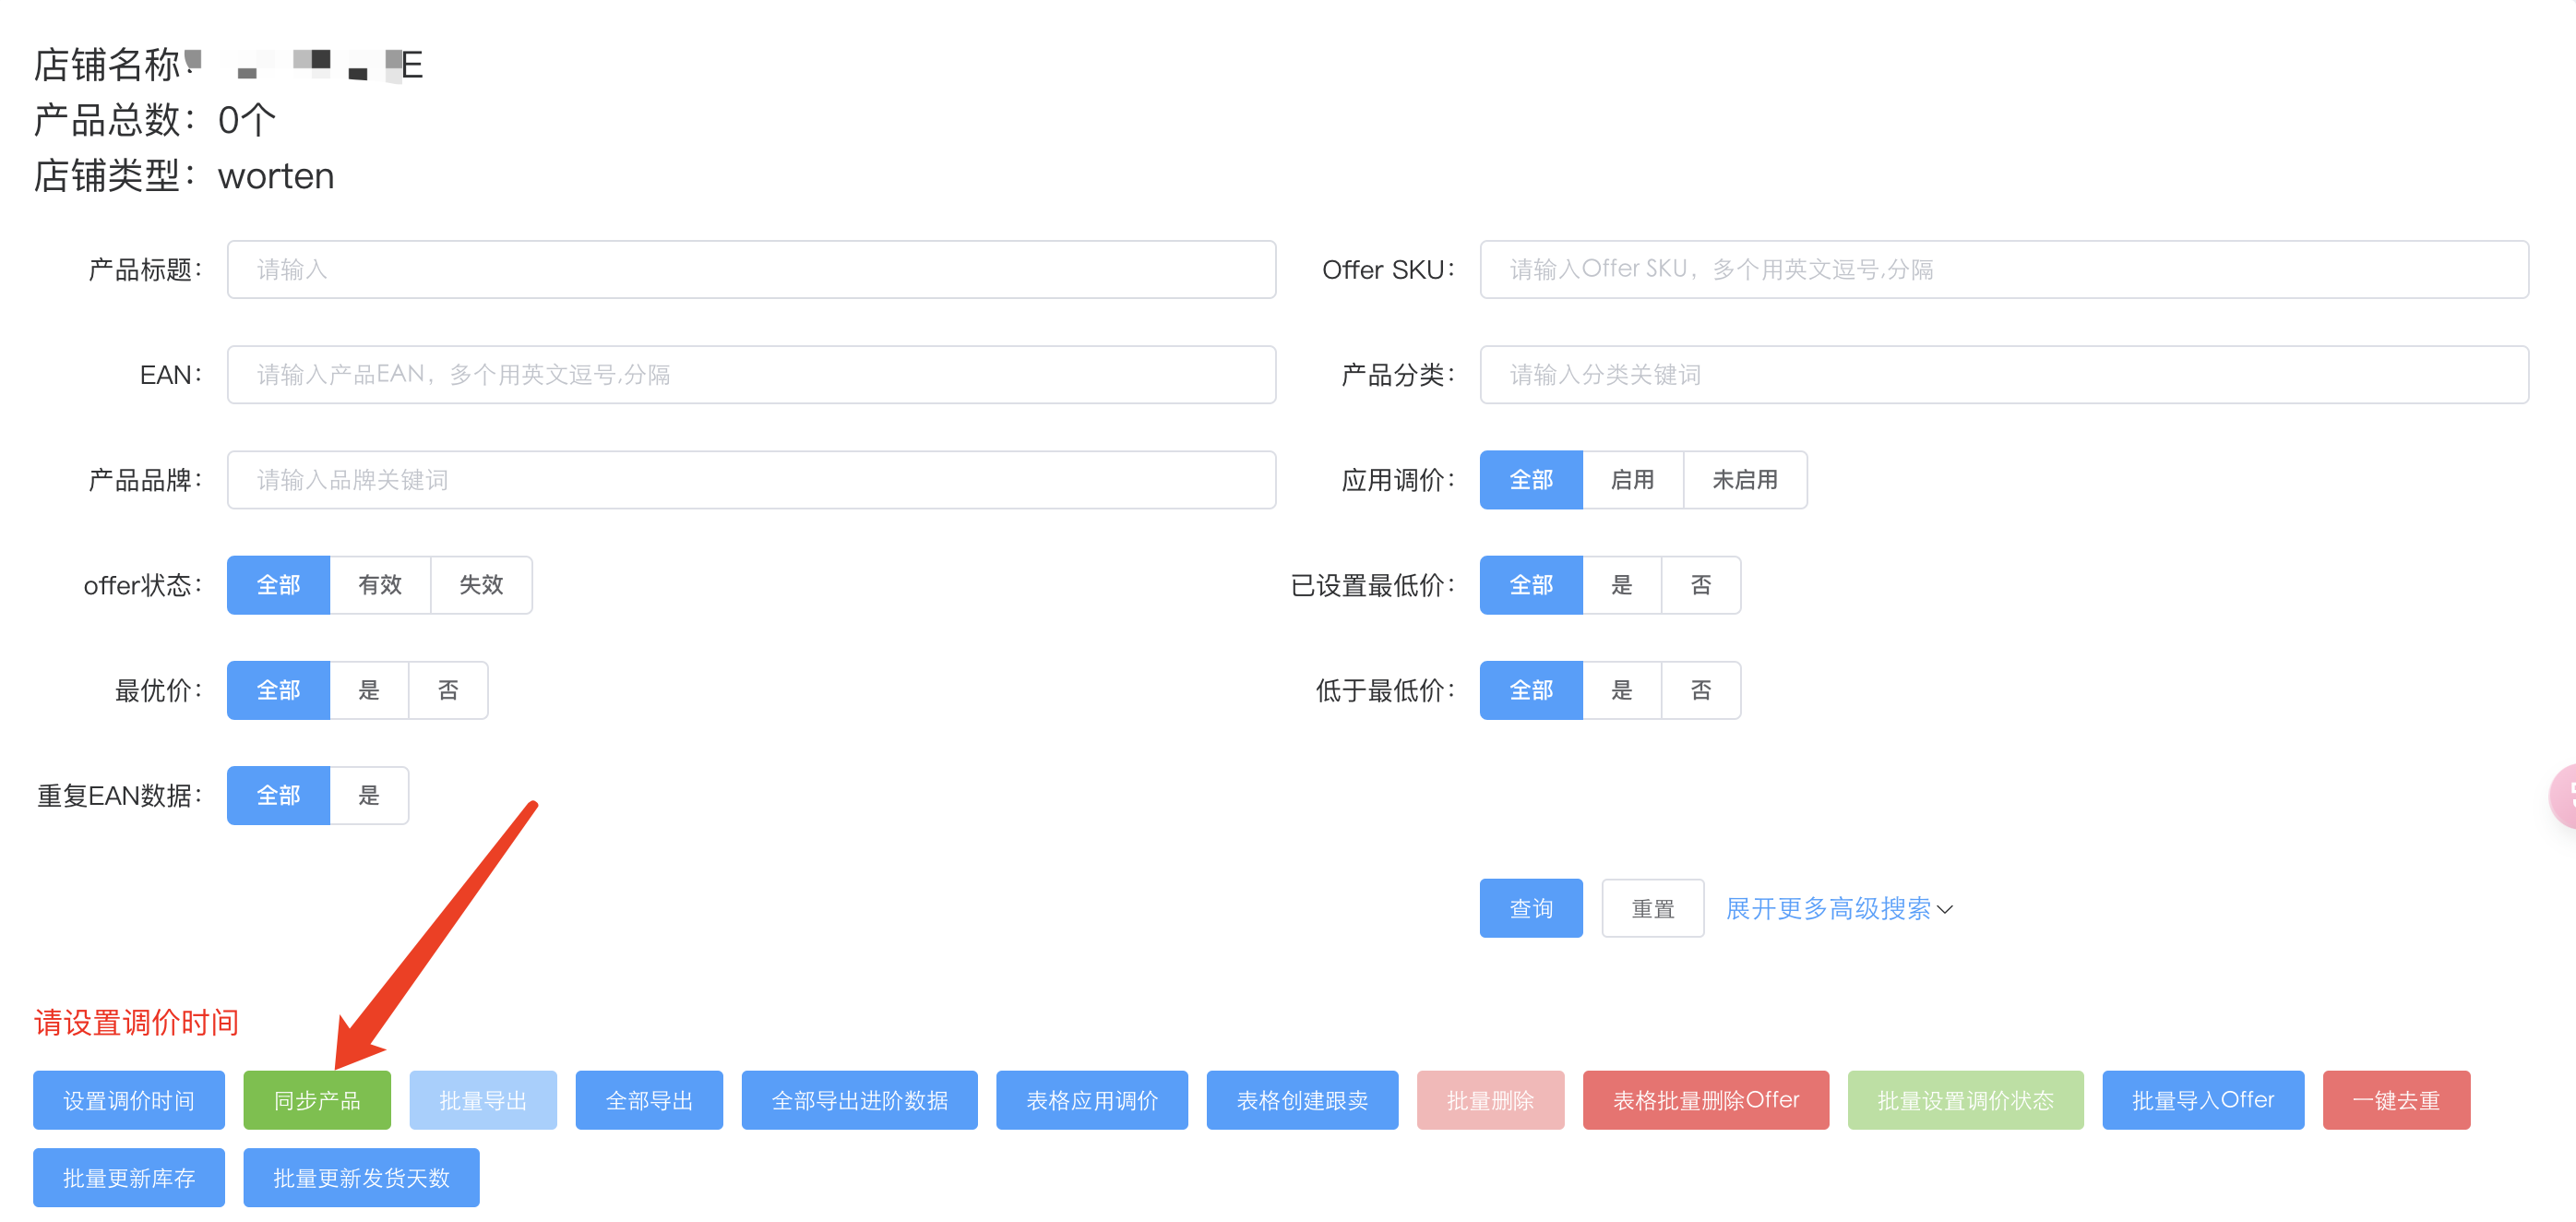 店铺名称: E
产品总数：0个
店铺类型：worten
产品标题： 请输入 Offer SKU： 请输入Offer SKU，多个用英文逗号,分隔
EAN： 请输入产品EAN，多个用英文逗号,分隔 产品分类： 请输入分类关键词
产品品牌： 请输入品牌关键词 应用调价： 全部 启用 未启用
offer状态： 全部 有效 失效 已设置最低价： 全部 是 否
最优价： 全部 是 否 低于最低价： 全部 是 否
重复EAN数据： 全部 是
查询 重置 展开更多高级搜索
请设置调价时间
设置调价时间 同步产品 批量导出 全部导出 全部导出进阶数据 表格应用调价 表格创建跟卖 批量删除 表格批量删除Offer 批量设置调价状态 批量导入Offer 一键去重
批量更新库存 批量更新发货天数